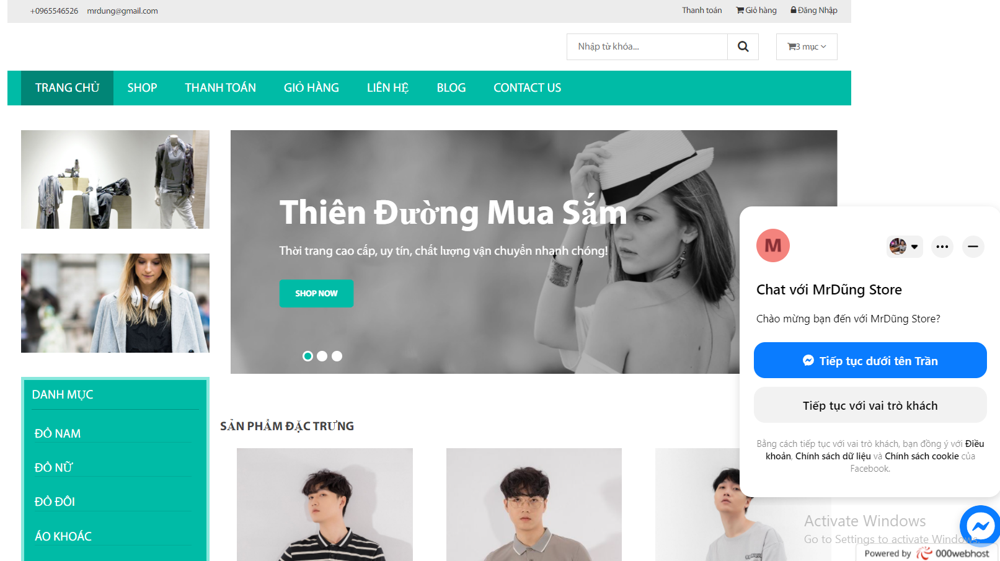 +0965546526 mrdung@gmail.com Thanh toán Giỏ hàng Đăng Nhập
Nhập từ khóa... 3 mục
TRANG CHỦ SHOP THANH TOÁN GIỎ HÀNG LIÊN HỆ BLOG CONTACT US
Thiên Đường Mua Sắm
Thời trang cao cấp, uy tín, chất lượng vận chuyển nhanh chóng!
SHOP NOW
DANH MỤC
ĐỒ NAM
ĐỒ NỮ
ĐỒ ĐÔI
ÁO KHOÁC
SẢN PHẨM ĐẶC TRƯNG
M
Chat với MrDũng Store
Chào mừng bạn đến với MrDũng Store?
Tiếp tục dưới tên Trần
Tiếp tục với vai trò khách
Bằng cách tiếp tục với vai trò khách, bạn đồng ý với Điều
khoản, Chính sách dữ liệu và Chính sách cookie của
Facebook.
Activate Windows
Go to Settings to activate Windows.
Powered by 000webhost